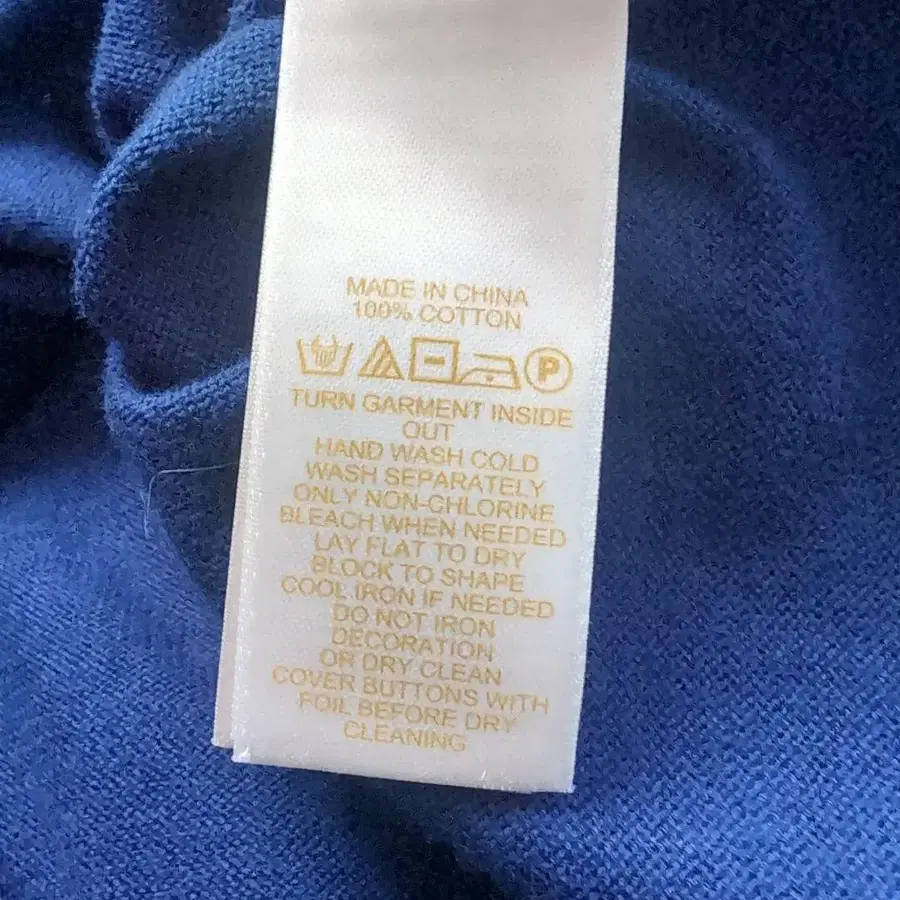 MADE IN CHINA
100% COTTON
P
TURN GARMENT INSIDE
OUT
HAND WASH COLD
WASH SEPARATELY
ONLY NON-CHLORINE
BLEACH WHEN NEEDED
LAY FLAT TO DRY
BLOCK TO SHAPE
COOL IRON IF NEEDED
DO NOT IRON
DECORATION
OR DRY CLEAN
COVER BUTTONS WITH
FOIL BEFORE DRY
CLEANING